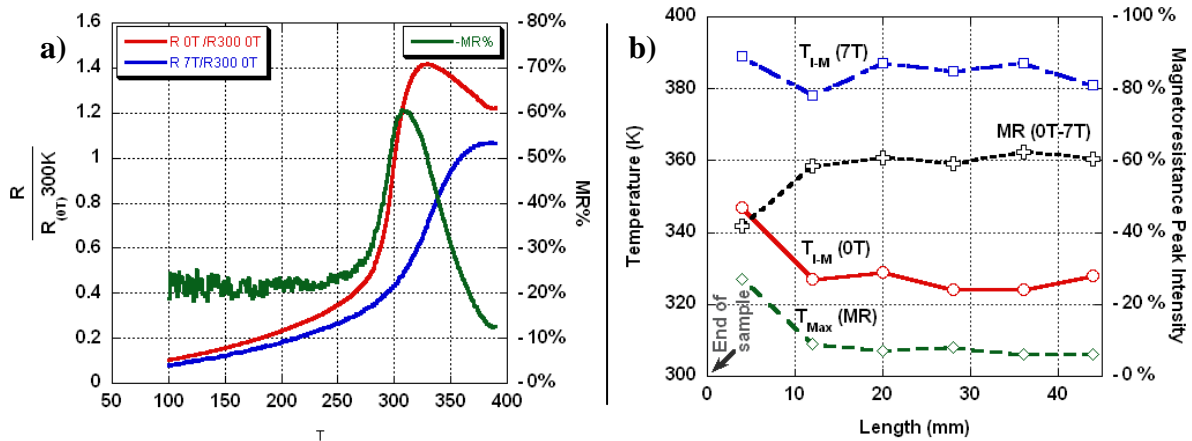 a)
R 0T /R300 0T
R 7T/R300 0T
-MR%
1.6
1.4
1.2
1
0.8
0.6
0.4
0.2
0
R
R(0T) 300K
50 100 150 200 250 300 350 400
T
- 80%
- 70%
- 60%
- 50%
- 40%
- 30%
- 20%
- 10%
- 0%
MR%
b)
400
380
360
340
320
300
Temperature (K)
TI-M (7T)
MR (0T-7T)
TI-M (0T)
TMax (MR)
End of
sample
0 10 20 30 40
Length (mm)
- 100 %
- 80 %
- 60 %
- 40 %
- 20 %
- 0 %
Magnetoresistance Peak Intensity